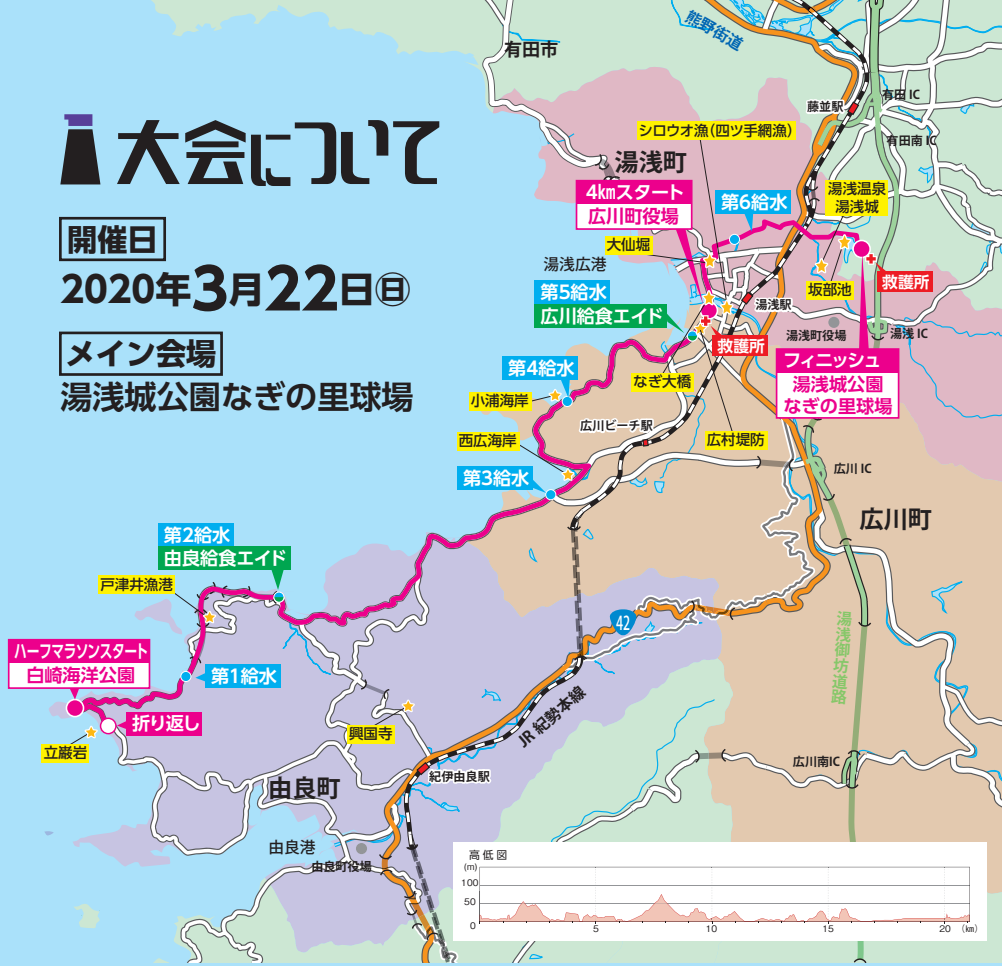 大会について
開催日
2020年3月22日㊐
メイン会場
湯浅城公園なぎの里球場
有田市
熊野街道
藤並駅
有田IC
有田南IC
シロウオ漁(四ツ手網漁)
湯浅町
4kmスタート
広川町役場
第6給水
湯浅温泉
湯浅城
大仙堀
湯浅広港
坂部池
救護所
第5給水
広川給食エイド
湯浅駅
湯浅町役場
湯浅IC
救護所
フィニッシュ
湯浅城公園
なぎの里球場
第4給水
なぎ大橋
小浦海岸
広川ビーチ駅
広村堤防
西広海岸
第3給水
広川IC
広川町
第2給水
由良給食エイド
戸津井漁港
42
湯浅御坊道路
ハーフマラソンスタート
白崎海洋公園
第1給水
折り返し
立巌岩
興国寺
JR紀勢本線
紀伊由良駅
広川南IC
由良町
由良港
由良町役場
高低図
(m)
100
50
0
5
10
15
20
(km)